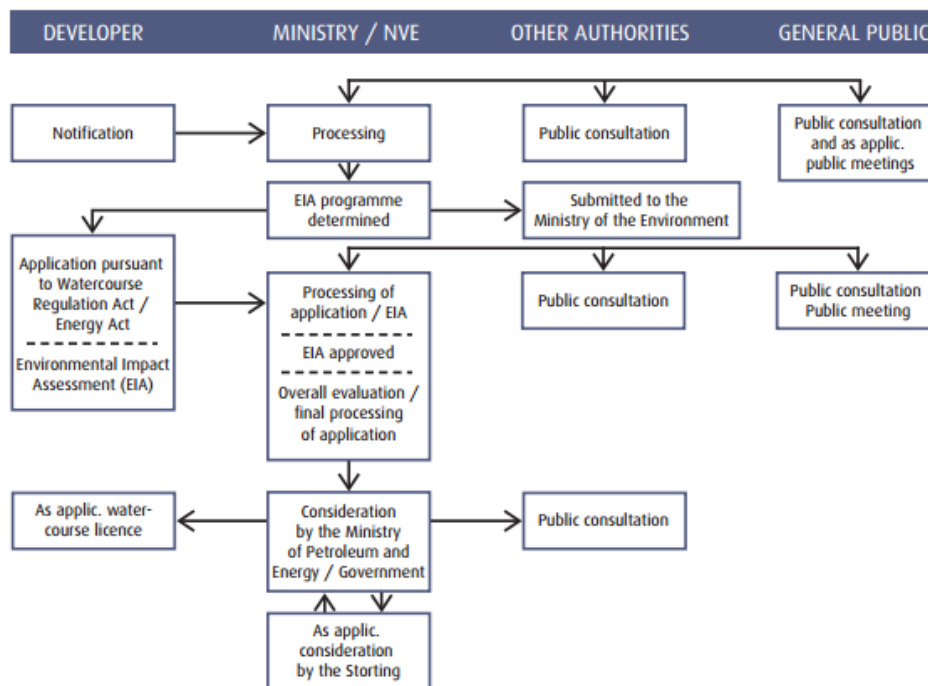 DEVELOPER
MINISTRY / NVE
OTHER AUTHORITIES
GENERAL PUBLIC
Notification
Processing
Public consultation
Public consultation
and as applic.
public meetings
EIA programme
determined
Submitted to the
Ministry of the Environment
Application pursuant
to Watercourse
Regulation Act /
Energy Act
Environmental Impact
Assessment (EIA)
Processing of
application / EIA
EIA approved
Overall evaluation /
final processing
of application
Public consultation
Public consultation
Public meeting
As applic. water-
course licence
Consideration
by the Ministry
of Petroleum and
Energy / Government
Public consultation
As applic.
consideration
by the Storting